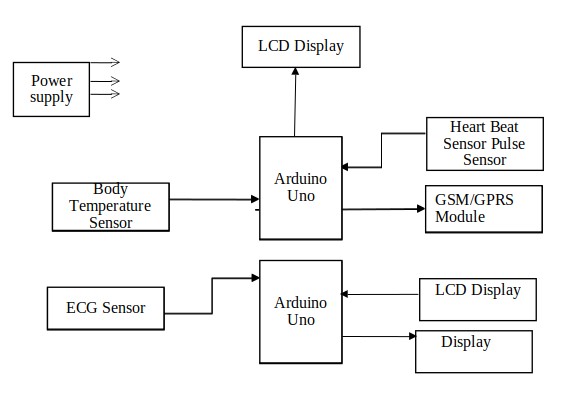 LCD Display
Power
supply
Heart Beat
Sensor Pulse
Sensor
Arduino
Uno
Body
Temperature
Sensor
GSM/GPRS
Module
ECG Sensor
Arduino
Uno
LCD Display
Display